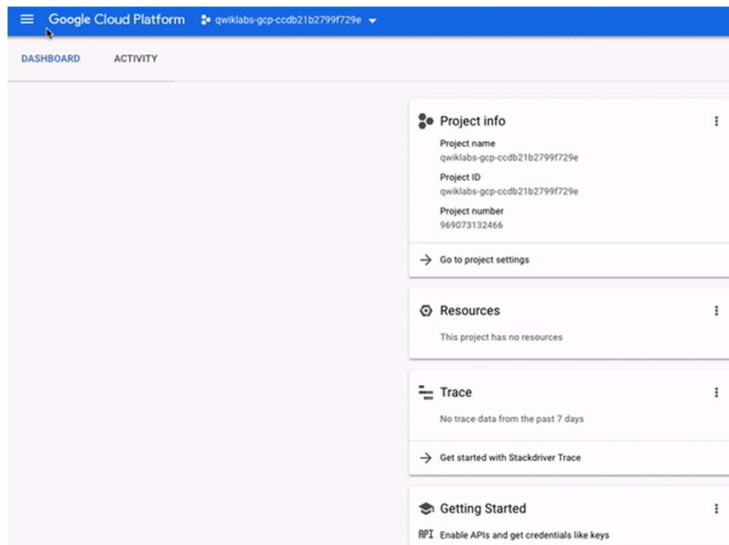 Google Cloud Platform qwiklabs-gcp-ccdb21b2799f729e
DASHBOARD ACTIVITY
Project info
Project name
qwiklabs-gcp-ccdb21b2799f729e
Project ID
qwiklabs-gcp-ccdb21b2799f729e
Project number
969073132466
Go to project settings
Resources
This project has no resources
Trace
No trace data from the past 7 days
Get started with Stackdriver Trace
Getting Started
API Enable APIs and get credentials like keys